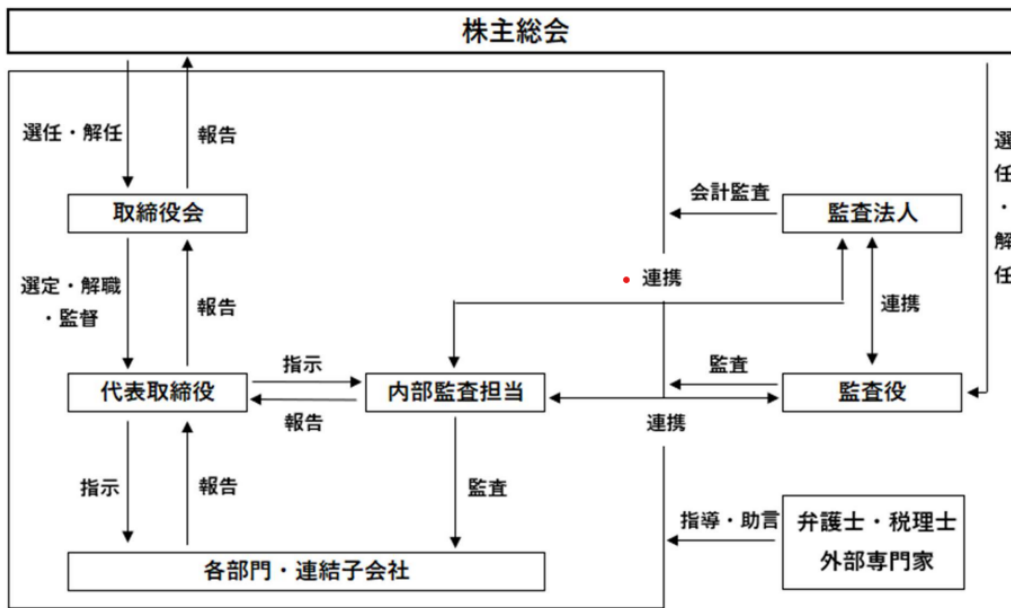 株主総会
選任・解任
報告
選任・解任
取締役会
会計監査
監査法人
選定・解職
・監督
報告
連携
連携
代表取締役
指示
報告
内部監査担当
監査
連携
監査役
指示
報告
監査
指導・助言
弁護士・税理士
外部専門家
各部門・連結子会社